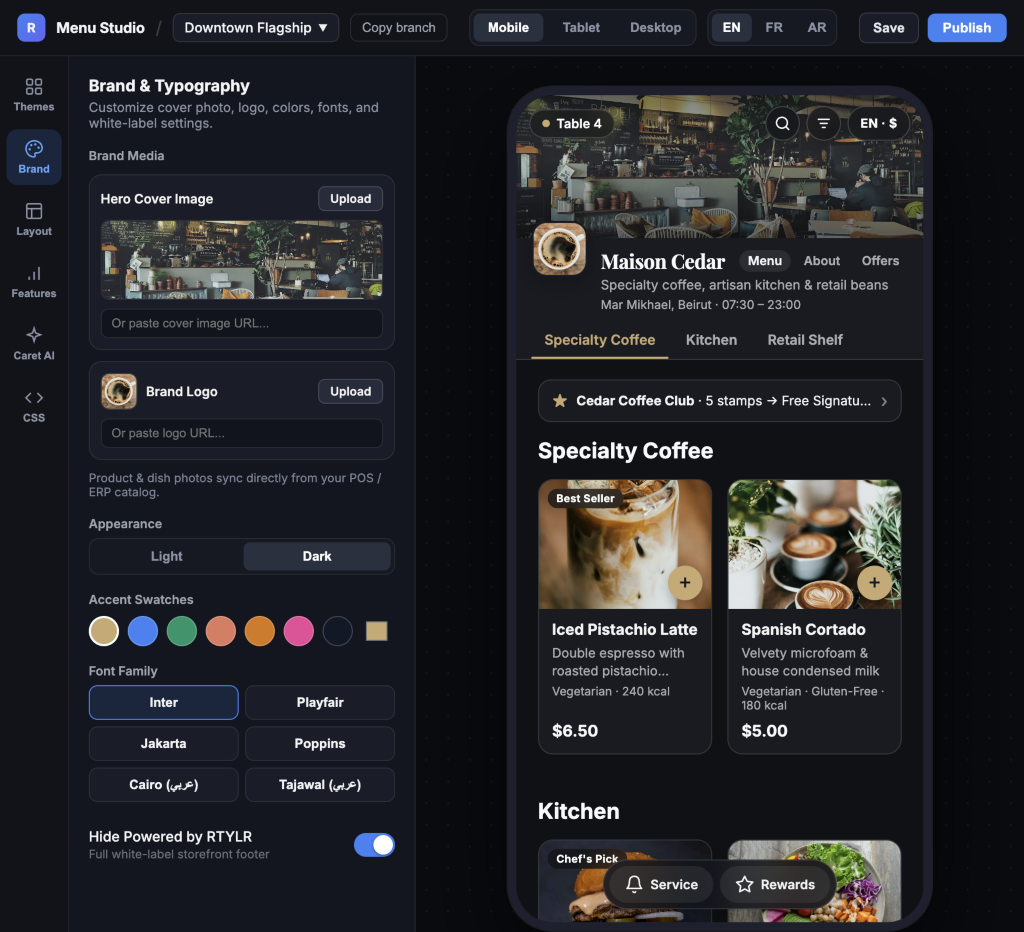 R Menu Studio / Downtown Flagship ▼ Copy branch Mobile Tablet Desktop EN FR AR Save Publish
Themes
Brand
Layout
Features
Caret AI
CSS
Brand & Typography
Customize cover photo, logo, colors, fonts, and
white-label settings.
Brand Media
Hero Cover Image Upload
Or paste cover image URL...
Brand Logo Upload
Or paste logo URL...
Product & dish photos sync directly from your POS /
ERP catalog.
Appearance
Light Dark
Accent Swatches
Font Family
Inter Playfair
Jakarta Poppins
Cairo (عربي) Tajawal (عربي)
Hide Powered by RTYLR
Full white-label storefront footer
Table 4 EN · $
Maison Cedar Menu About Offers
Specialty coffee, artisan kitchen & retail beans
Mar Mikhael, Beirut · 07:30 – 23:00
Specialty Coffee Kitchen Retail Shelf
Cedar Coffee Club · 5 stamps → Free Signatu... ›
Specialty Coffee
Best Seller
+
Iced Pistachio Latte
Double espresso with
roasted pistachio...
Vegetarian · 240 kcal
$6.50
+
Spanish Cortado
Velvety microfoam &
house condensed milk
Vegetarian · Gluten-Free ·
180 kcal
$5.00
Kitchen
Chef's Pick
Service Rewards